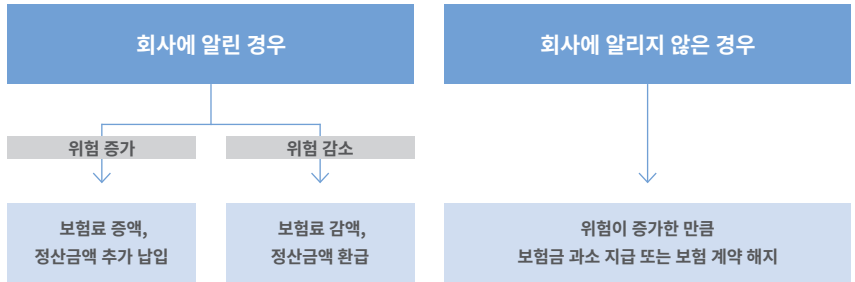 회사에 알린 경우
회사에 알리지 않은 경우
위험 증가
위험 감소
보험료 증액,
정산금액 추가 납입
보험료 감액,
정산금액 환급
위험이 증가한 만큼
보험금 과소 지급 또는 보험 계약 해지